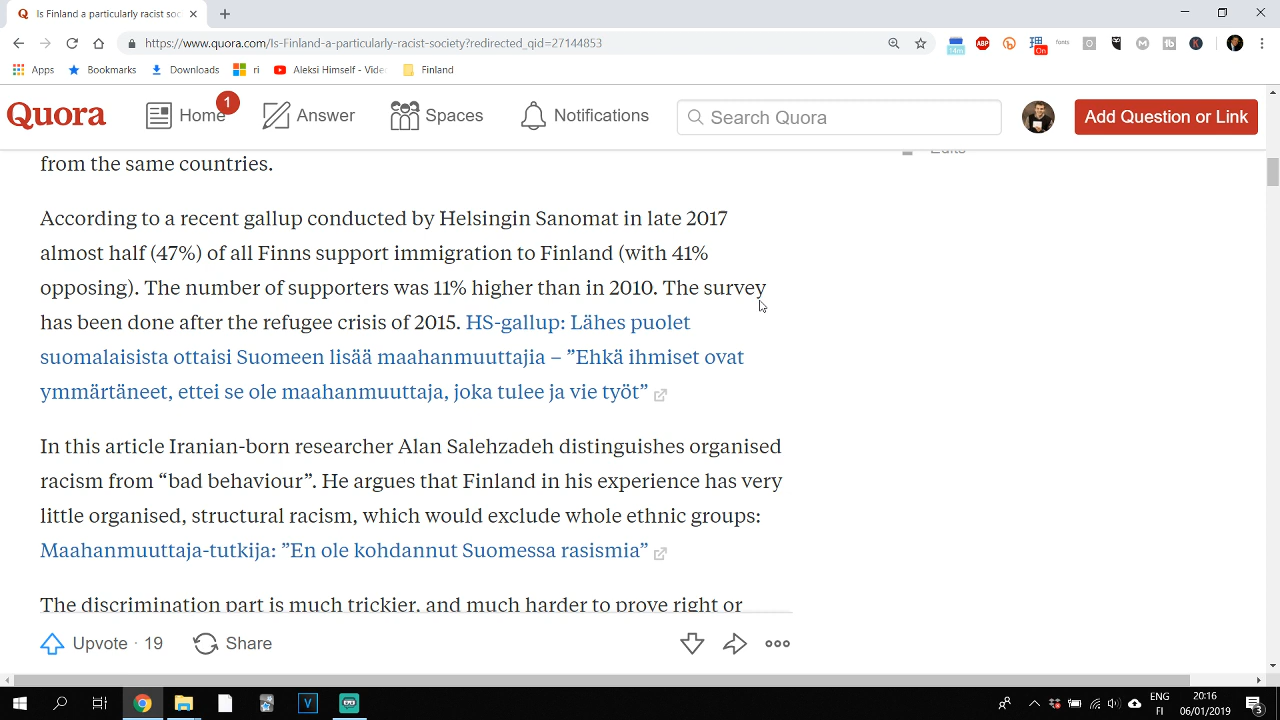 Is Finland a particularly racist soc
https://www.quora.com/Is-Finland-a-particularly-racist-society?redirected_qid=27144853
14m
ABP
On
fonts
Apps
Bookmarks
Downloads
ri
Aleksi Himself - Vide
Finland
Quora
Home
1
Answer
Spaces
Notifications
Search Quora
Add Question or Link
from the same countries.
According to a recent gallup conducted by Helsingin Sanomat in late 2017
almost half (47%) of all Finns support immigration to Finland (with 41%
opposing). The number of supporters was 11% higher than in 2010. The survey
has been done after the refugee crisis of 2015. HS-gallup: Lähes puolet
suomalaisista ottaisi Suomeen lisää maahanmuuttajia – ”Ehkä ihmiset ovat
ymmärtäneet, ettei se ole maahanmuuttaja, joka tulee ja vie työt”
In this article Iranian-born researcher Alan Salehzadeh distinguishes organised
racism from “bad behaviour”. He argues that Finland in his experience has very
little organised, structural racism, which would exclude whole ethnic groups:
Maahanmuuttaja-tutkija: ”En ole kohdannut Suomessa rasismia”
The discrimination part is much trickier, and much harder to prove right or
Upvote · 19
Share
ENG
FI
20:16
06/01/2019
3